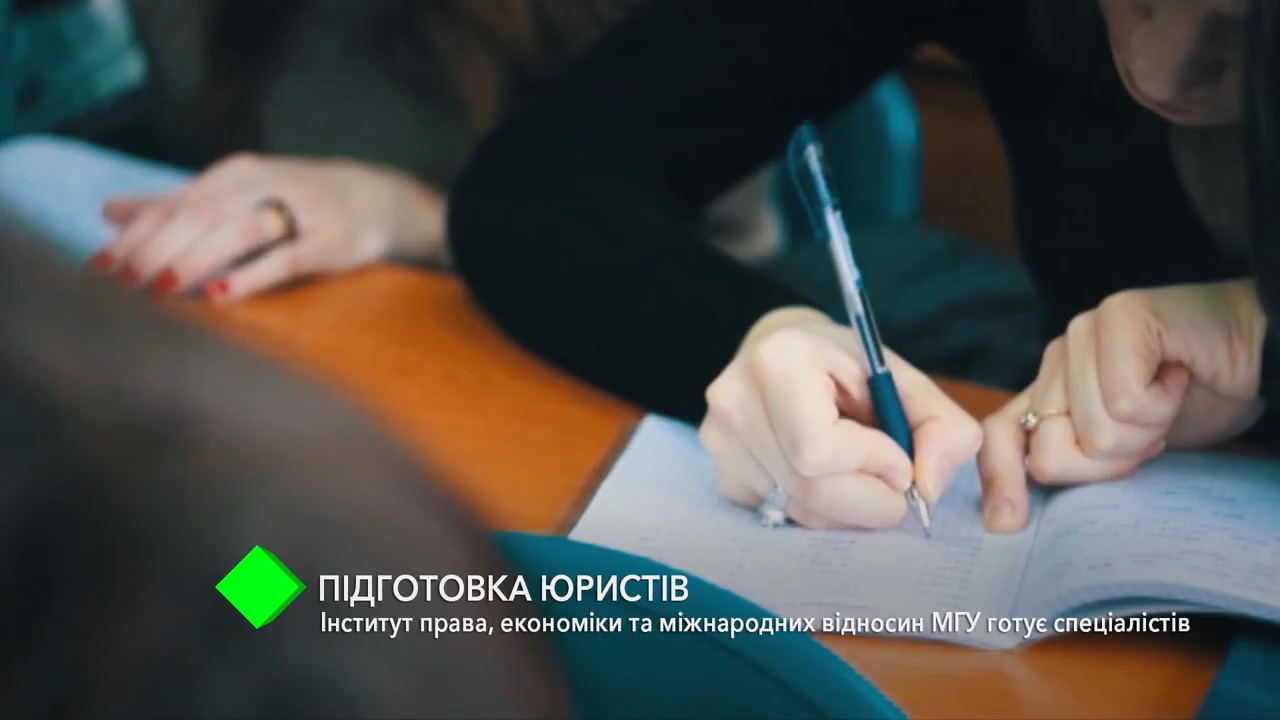 ПІДГОТОВКА ЮРИСТІВ
Інститут права, економіки та міжнародних відносин МГУ готує спеціалістів